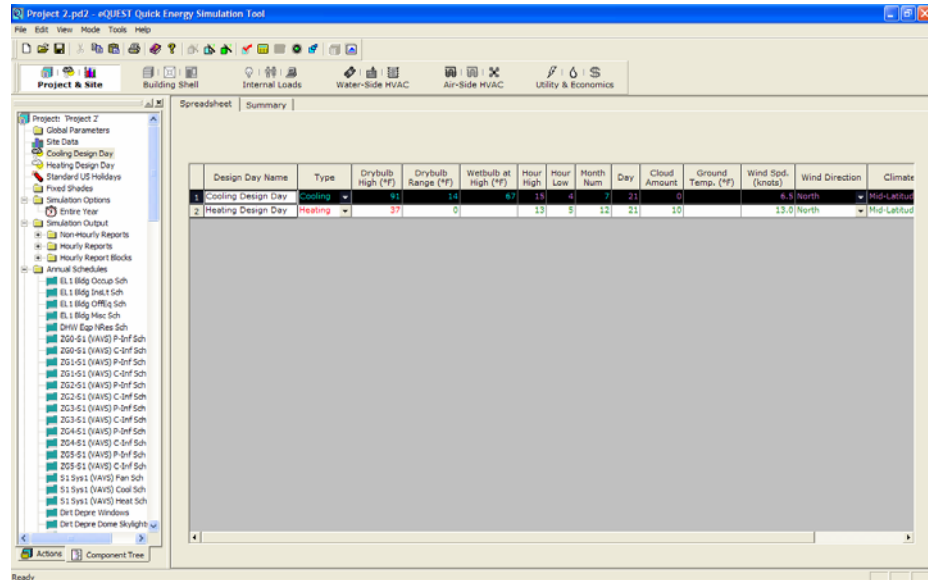 Project 2.pd2 - eQUEST Quick Energy Simulation Tool
File Edit View Mode Tools Help
Project & Site Building Shell Internal Loads Water-Side HVAC Air-Side HVAC Utility & Economics
Spreadsheet Summary
Project: 'Project 2'
Global Parameters
Site Data
Cooling Design Day
Heating Design Day
Standard US Holidays
Fixed Shades
Simulation Options
Entire Year
Simulation Output
Non-Hourly Reports
Hourly Reports
Hourly Report Blocks
Annual Schedules
EL1 Bldg Occup Sch
EL1 Bldg InsLt Sch
EL1 Bldg OffEq Sch
EL1 Bldg Misc Sch
DHW Eqp NRes Sch
ZG0-S1 (VAVS) P-Inf Sch
ZG0-S1 (VAVS) C-Inf Sch
ZG1-S1 (VAVS) P-Inf Sch
ZG1-S1 (VAVS) C-Inf Sch
ZG2-S1 (VAVS) P-Inf Sch
ZG2-S1 (VAVS) C-Inf Sch
ZG3-S1 (VAVS) P-Inf Sch
ZG3-S1 (VAVS) C-Inf Sch
ZG4-S1 (VAVS) P-Inf Sch
ZG4-S1 (VAVS) C-Inf Sch
ZG5-S1 (VAVS) P-Inf Sch
ZG5-S1 (VAVS) C-Inf Sch
S1 Sys1 (VAVS) Fan Sch
S1 Sys1 (VAVS) Cool Sch
S1 Sys1 (VAVS) Heat Sch
Dirt Depre Windows
Dirt Depre Dome Skylights
Actions Component Tree
Design Day Name Type Drybulb High (°F) Drybulb Range (°F) Wetbulb at High (°F) Hour High Hour Low Month Num Day Cloud Amount Ground Temp. (°F) Wind Spd. (knots) Wind Direction Climate
1 Cooling Design Day Cooling 91 14 67 15 4 7 21 0 6.5 North Mid-Latitud
2 Heating Design Day Heating 37 0 13 5 12 21 10 13.0 North Mid-Latitud
Ready